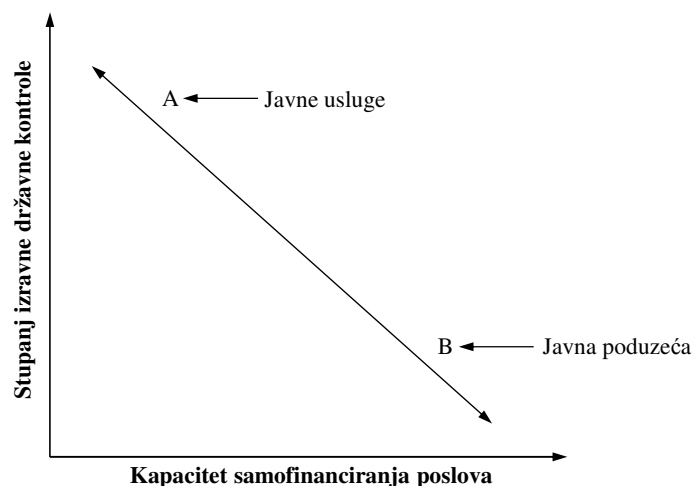 Stupanj izravne državne kontrole
A
Javne usluge
B
Javna poduzeća
Kapacitet samofinanciranja poslova